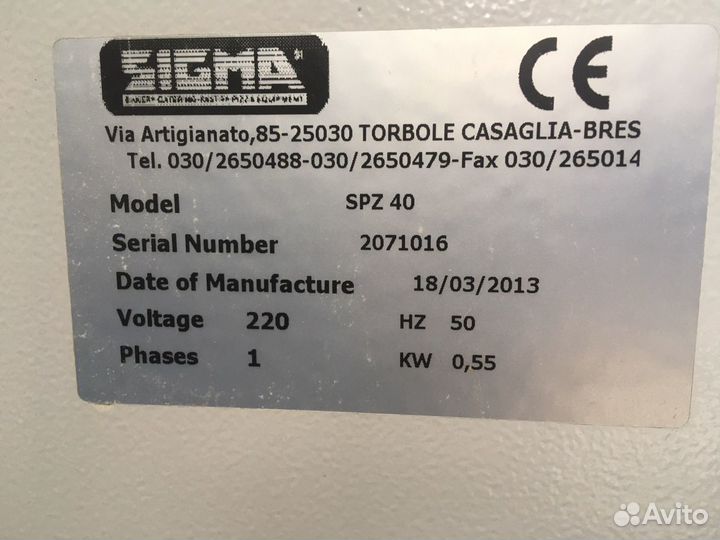 SIGMA
Via Artigianato,85-25030 TORBOLE CASAGLIA-BRES
Tel. 030/2650488-030/2650479-Fax 030/265014
Model SPZ 40
Serial Number 2071016
Date of Manufacture 18/03/2013
Voltage 220 HZ 50
Phases 1 KW 0,55
Avito